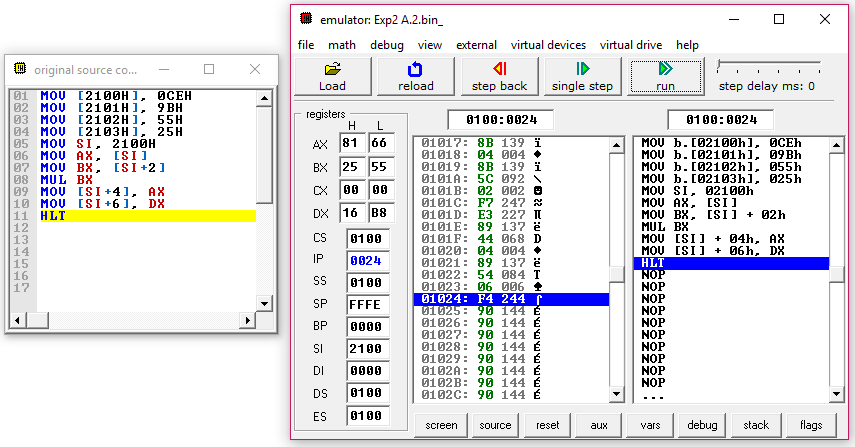 original source co...
01 MOV [2100H], 0CEH
02 MOV [2101H], 9BH
03 MOV [2102H], 55H
04 MOV [2103H], 25H
05 MOV SI, 2100H
06 MOV AX, [SI]
07 MOV BX, [SI+2]
08 MUL BX
09 MOV [SI+4], AX
10 MOV [SI+6], DX
11 HLT
12
13
14
15
16
17
emulator: Exp2 A.2.bin_
file math debug view external virtual devices virtual drive help
Load reload step back single step run step delay ms: 0
registers
H L
AX 81 66
BX 25 55
CX 00 00
DX 16 B8
CS 0100
IP 0024
SS 0100
SP FFFE
BP 0000
SI 2100
DI 0000
DS 0100
ES 0100
0100:0024
01017: 8B 139 ï
01018: 04 004 ♦
01019: 8B 139 ï
0101A: 5C 092 \
0101B: 02 002 ☻
0101C: F7 247 ≈
0101D: E3 227 π
0101E: 89 137 ë
0101F: 44 068 D
01020: 04 004 ♦
01021: 89 137 ë
01022: 54 084 T
01023: 06 006 ♠
01024: F4 244 ⌠
01025: 90 144 É
01026: 90 144 É
01027: 90 144 É
01028: 90 144 É
01029: 90 144 É
0102A: 90 144 É
0102B: 90 144 É
0102C: 90 144 É
0100:0024
MOV b.[02100h], 0CEh
MOV b.[02101h], 09Bh
MOV b.[02102h], 055h
MOV b.[02103h], 025h
MOV SI, 02100h
MOV AX, [SI]
MOV BX, [SI] + 02h
MUL BX
MOV [SI] + 04h, AX
MOV [SI] + 06h, DX
HLT
NOP
NOP
NOP
NOP
NOP
NOP
NOP
NOP
NOP
NOP
...
screen source reset aux vars debug stack flags